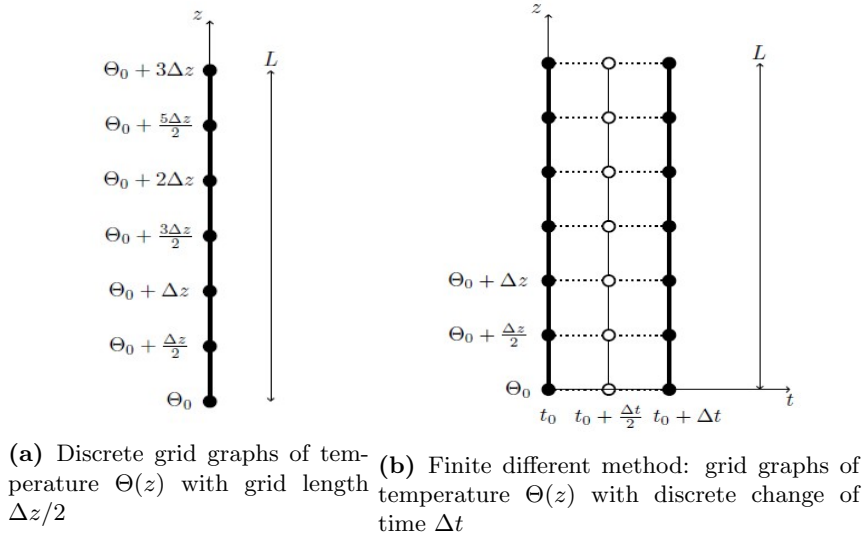 z
L
Θ₀ + 3Δz
Θ₀ + 5Δz/2
Θ₀ + 2Δz
Θ₀ + 3Δz/2
Θ₀ + Δz
Θ₀ + Δz/2
Θ₀
(a) Discrete grid graphs of tem-
perature Θ(z) with grid length
Δz/2
z
L
Θ₀ + Δz
Θ₀ + Δz/2
Θ₀
t
t₀ t₀ + Δt/2 t₀ + Δt
(b) Finite different method: grid graphs of
temperature Θ(z) with discrete change of
time Δt